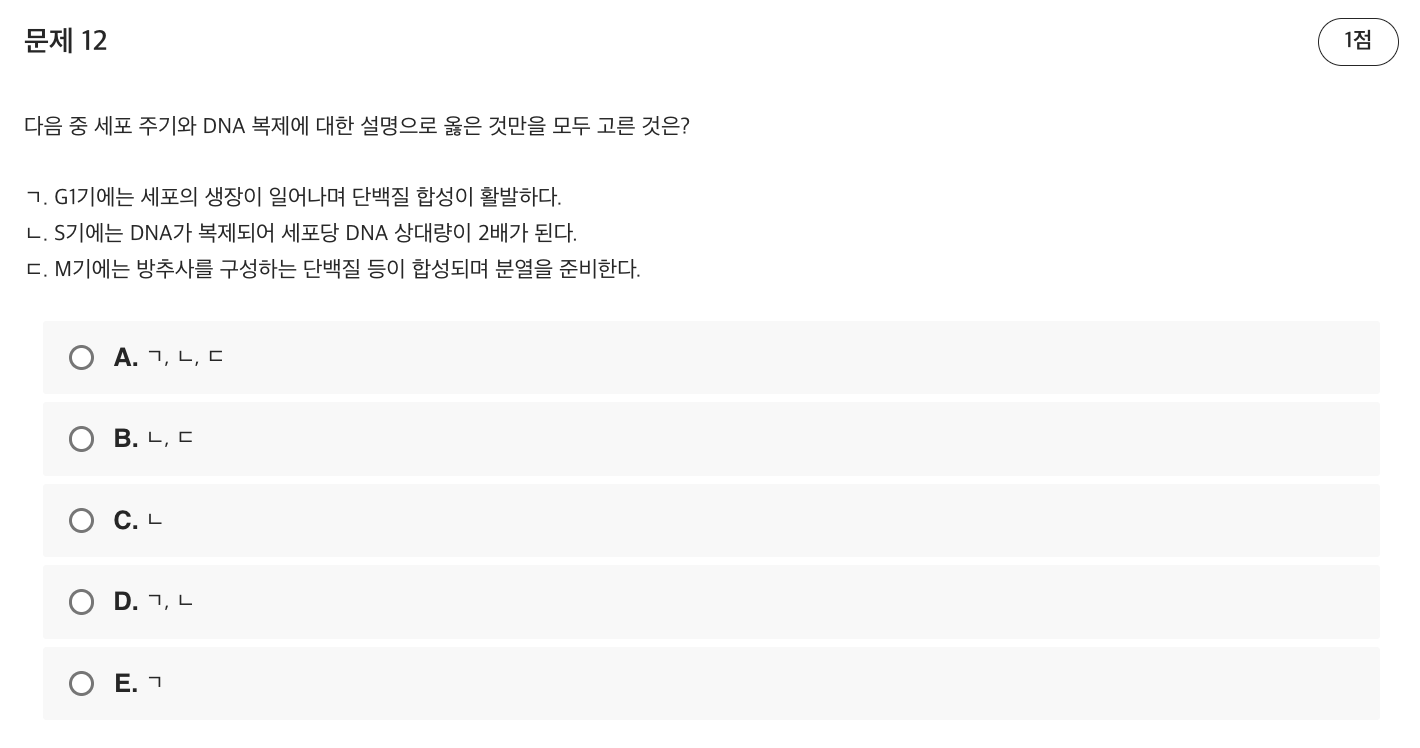 문제 12
1점
다음 중 세포 주기와 DNA 복제에 대한 설명으로 옳은 것만을 모두 고른 것은?
ㄱ. G1기에는 세포의 생장이 일어나며 단백질 합성이 활발하다.
ㄴ. S기에는 DNA가 복제되어 세포당 DNA 상대량이 2배가 된다.
ㄷ. M기에는 방추사를 구성하는 단백질 등이 합성되며 분열을 준비한다.
A. ㄱ, ㄴ, ㄷ
B. ㄴ, ㄷ
C. ㄴ
D. ㄱ, ㄴ
E. ㄱ